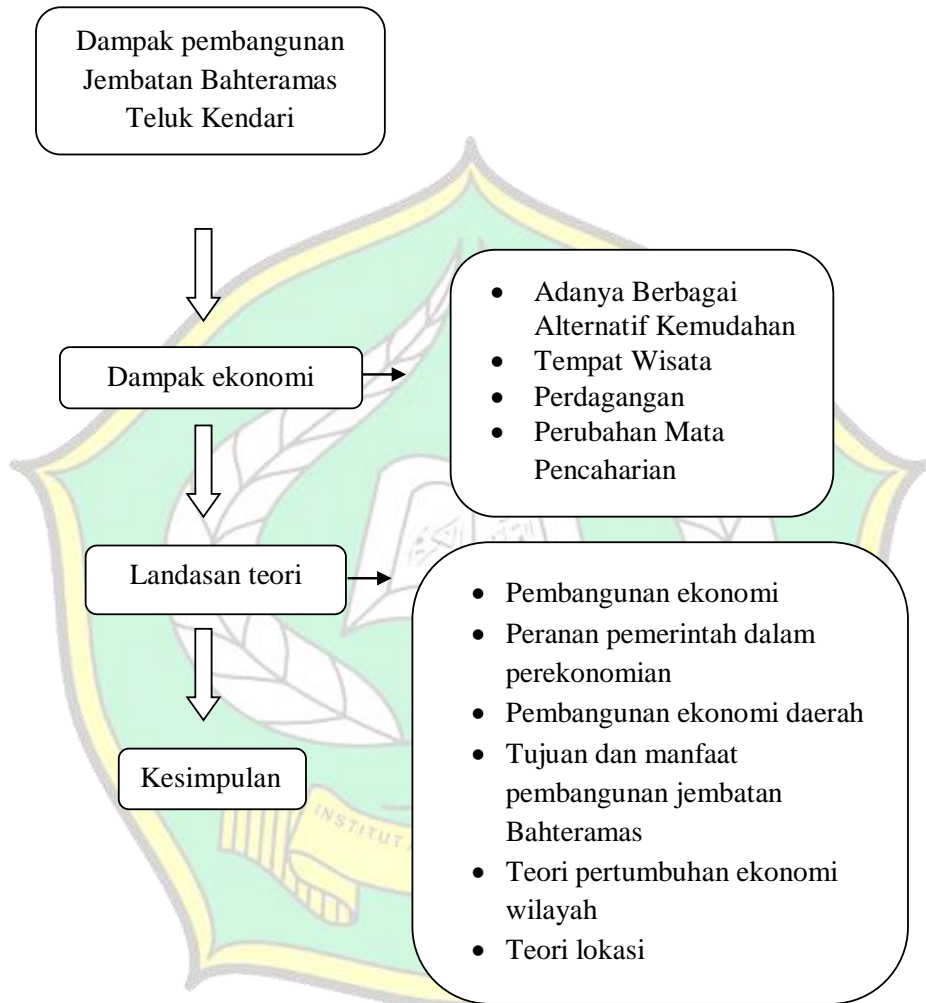 Dampak pembangunan
Jembatan Bahteramas
Teluk Kendari
Dampak ekonomi
• Adanya Berbagai
Alternatif Kemudahan
• Tempat Wisata
• Perdagangan
• Perubahan Mata
Pencaharian
Landasan teori
• Pembangunan ekonomi
• Peranan pemerintah dalam
perekonomian
• Pembangunan ekonomi daerah
• Tujuan dan manfaat
pembangunan jembatan
Bahteramas
• Teori pertumbuhan ekonomi
wilayah
• Teori lokasi
Kesimpulan
INSTITUT